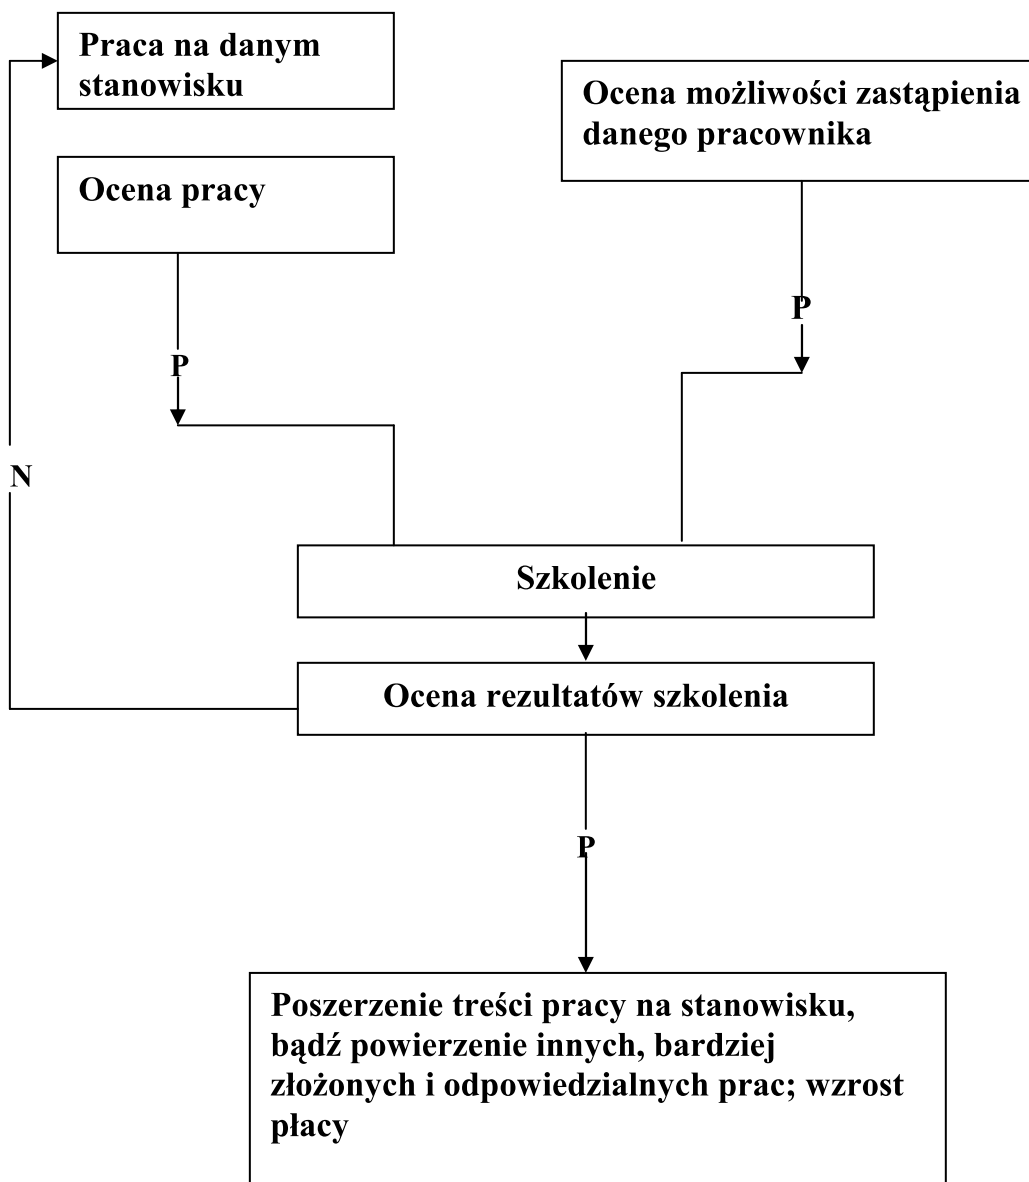 Praca na danym
stanowisku
Ocena możliwości zastąpienia
danego pracownika
Ocena pracy
P
P
N
Szkolenie
Ocena rezultatów szkolenia
P
Poszerzenie treści pracy na stanowisku,
bądź powierzenie innych, bardziej
złożonych i odpowiedzialnych prac; wzrost
płacy